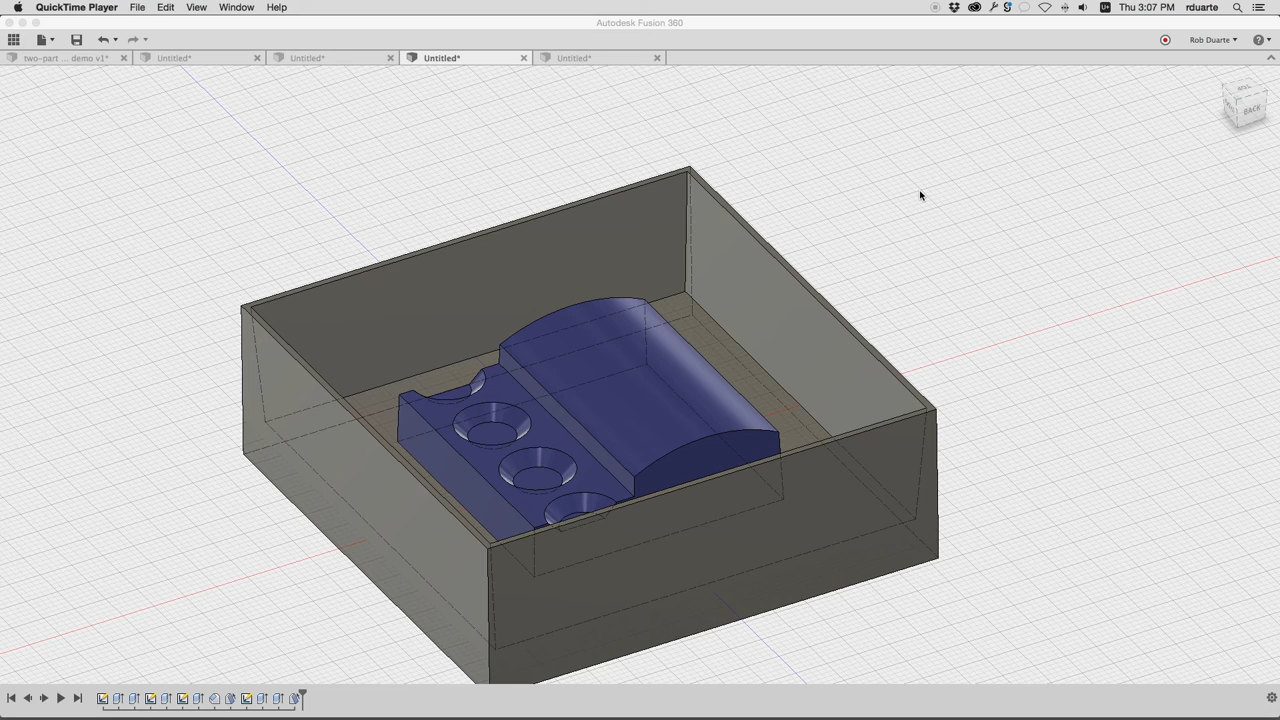 QuickTime Player File Edit View Window Help Thu 3:07 PM rduarte
Autodesk Fusion 360
Rob Duarte
two-part ... demo v1* Untitled* Untitled* Untitled* Untitled*
BACK